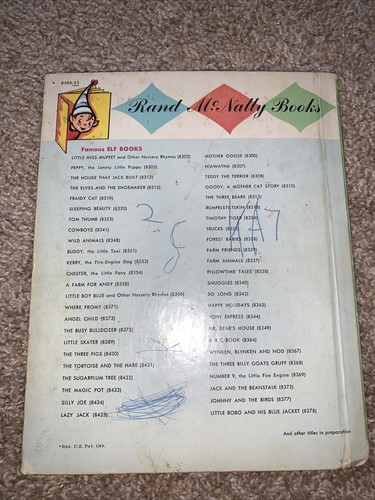 8300:25
Rand McNally Books
Famous ELF BOOKS
LITTLE MISS MUFFET and Other Nursery Rhymes (8302)
PEPPY, the Lonely Little Puppy (8305)
THE HOUSE THAT JACK BUILT (8312)
THE ELVES AND THE SHOEMAKER (8313)
FRAIDY CAT (8319)
SLEEPING BEAUTY (8320)
TOM THUMB (8323)
COWBOYS (8341)
WILD ANIMALS (8348)
BUDDY, the Little Taxi (8351)
KERRY, the Fire-Engine Dog (8352)
CHESTER, the Little Pony (8354)
A FARM FOR ANDY (8358)
LITTLE BOY BLUE and Other Nursery Rhymes (8366)
WHERE FROM? (8371)
ANGEL CHILD (8373)
THE BUSY BULLDOZER (8375)
LITTLE SKATER (8389)
THE THREE PIGS (8430)
THE TORTOISE AND THE HARE (8431)
THE SUGARPLUM TREE (8432)
THE MAGIC POT (8433)
SILLY JOE (8434)
LAZY JACK (8435)
MOTHER GOOSE (8300)
HIAWATHA (8307)
TEDDY THE TERRIER (8308)
GOODY, A MOTHER CAT STORY (8310)
THE THREE BEARS
RUMPELSTILTSKIN
TIMOTHY TIGER
TRUCKS
FOREST BABIES (8328)
FARM FRIENDS
FARM ANIMALS (8337)
PILLOWTIME TALES
SNUGGLES (8340)
SO LONG (8342)
HAPPY HOLIDAYS (8343)
PONY EXPRESS (8344)
MR. BEAR'S HOUSE (8349)
A B C BOOK (8364)
WYNKEN, BLYNKEN AND NOD (8367)
THE THREE BILLY GOATS GRUFF (8368)
NUMBER 9, the Little Fire Engine (8369)
JACK AND THE BEANSTALK (8372)
JOHNNY AND THE BIRDS (8377)
LITTLE BOBO AND HIS BLUE JACKET (8378)
And other titles in preparation
*REG. U.S. PAT. OFF.